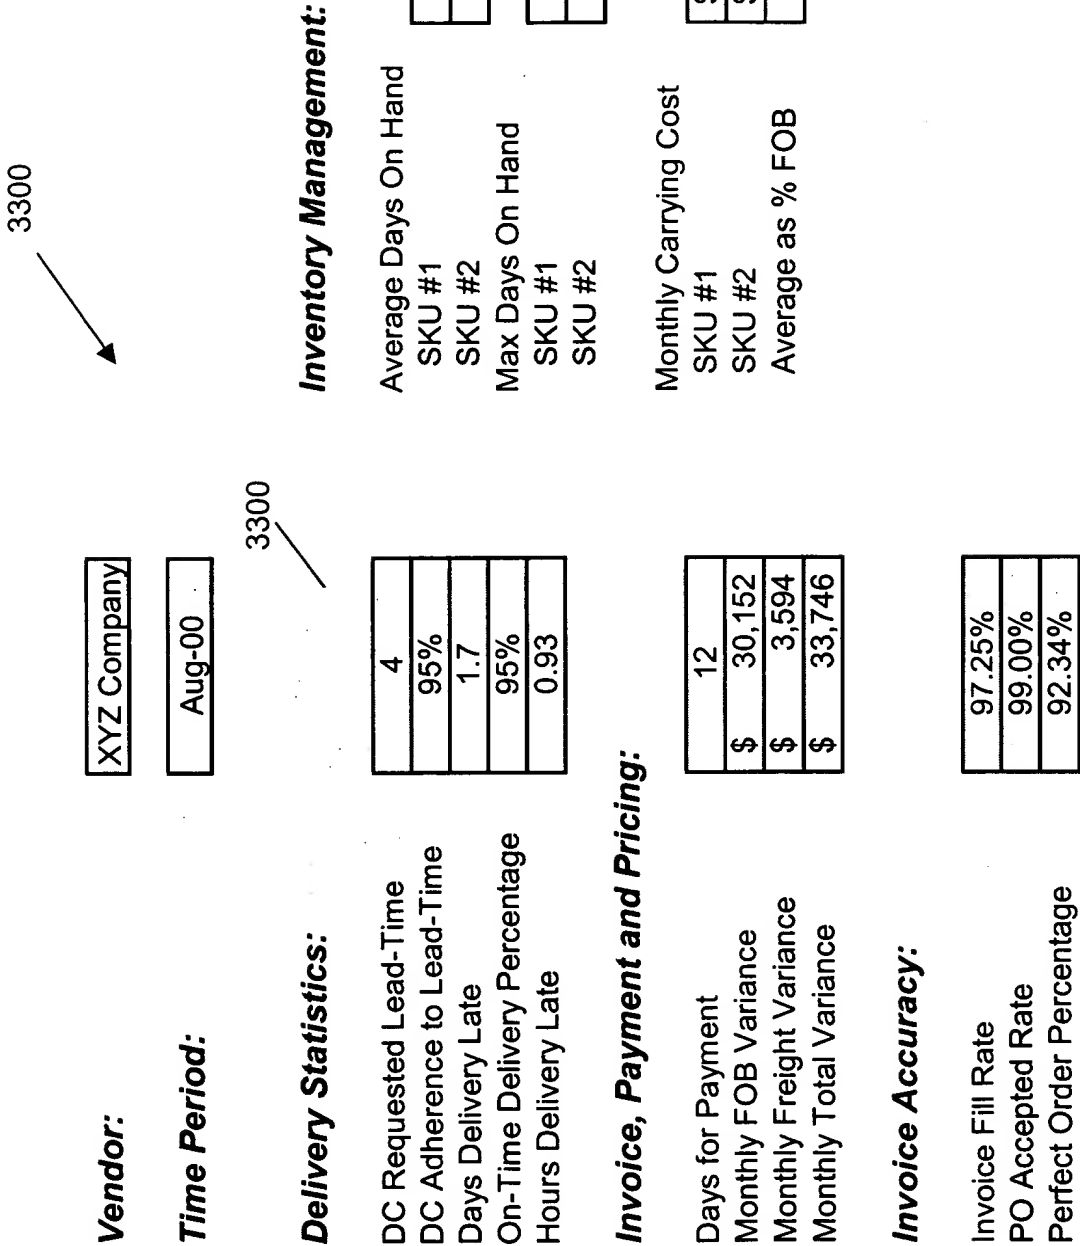 3300
Vendor: XYZ Company
Time Period: Aug-00
3300
Delivery Statistics:
DC Requested Lead-Time 4
DC Adherence to Lead-Time 95%
Days Delivery Late 1.7
On-Time Delivery Percentage 95%
Hours Delivery Late 0.93
Invoice, Payment and Pricing:
Days for Payment 12
Monthly FOB Variance $ 30,152
Monthly Freight Variance $ 3,594
Monthly Total Variance $ 33,746
Invoice Accuracy:
Invoice Fill Rate 97.25%
PO Accepted Rate 99.00%
Perfect Order Percentage 92.34%
Inventory Management:
Average Days On Hand
SKU #1
SKU #2
Max Days On Hand
SKU #1
SKU #2
Monthly Carrying Cost
SKU #1
SKU #2
Average as % FOB